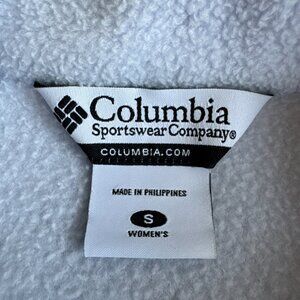 Columbia
Sportswear Company®
COLUMBIA.COM
MADE IN PHILIPPINES
S
WOMEN'S